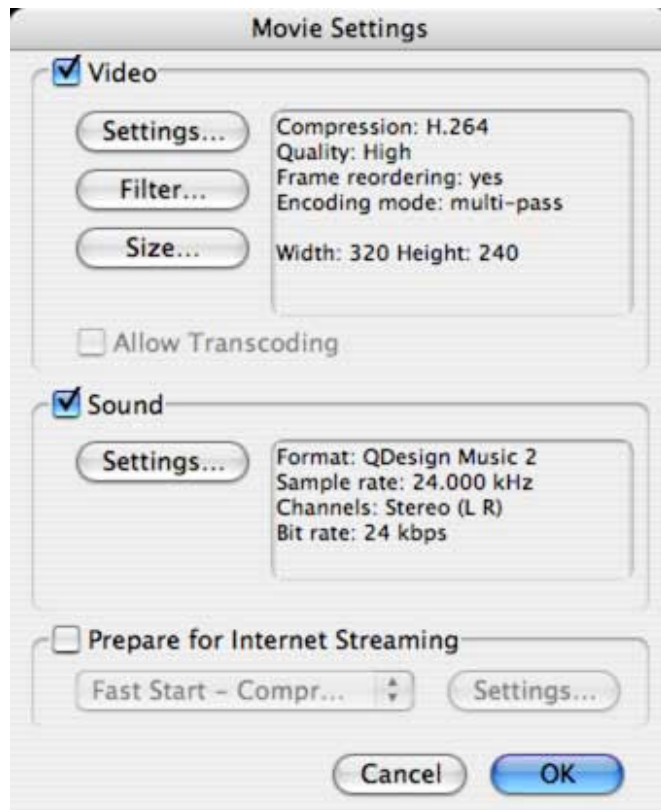 Movie Settings
Video
Settings...
Compression: H.264
Quality: High
Frame reordering: yes
Encoding mode: multi-pass
Filter...
Size...
Width: 320 Height: 240
Allow Transcoding
Sound
Settings...
Format: QDesign Music 2
Sample rate: 24.000 kHz
Channels: Stereo (L R)
Bit rate: 24 kbps
Prepare for Internet Streaming
Fast Start - Compr...
Settings...
Cancel
OK